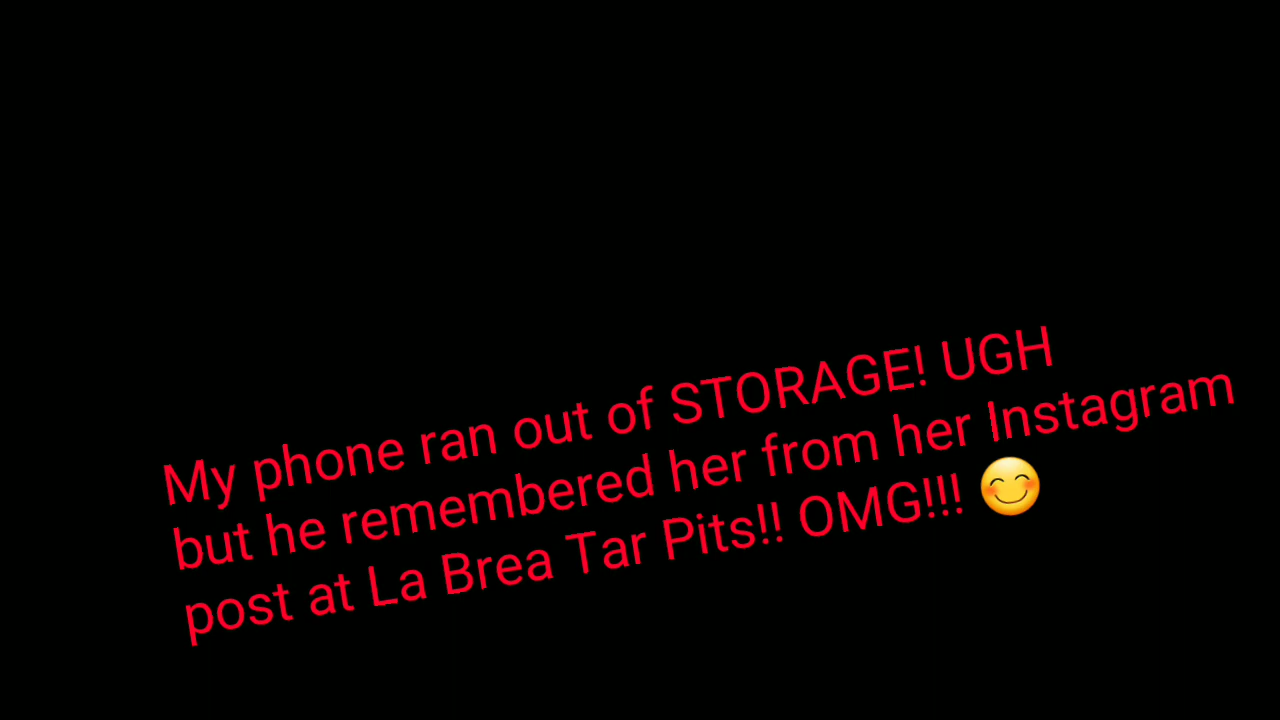 My phone ran out of STORAGE! UGH
but he remembered her from her Instagram
post at La Brea Tar Pits!! OMG!!! 😊